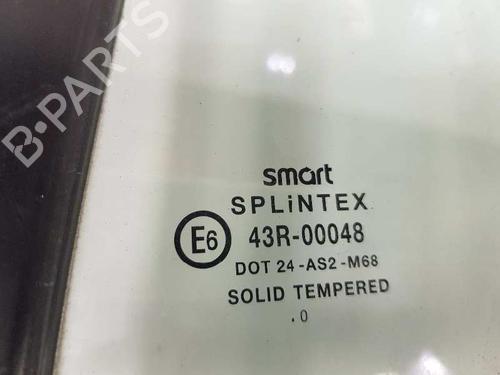 B-PARTS
smart
SPLiNTEX
E6 43R-00048
DOT 24-AS2-M68
SOLID TEMPERED
.0